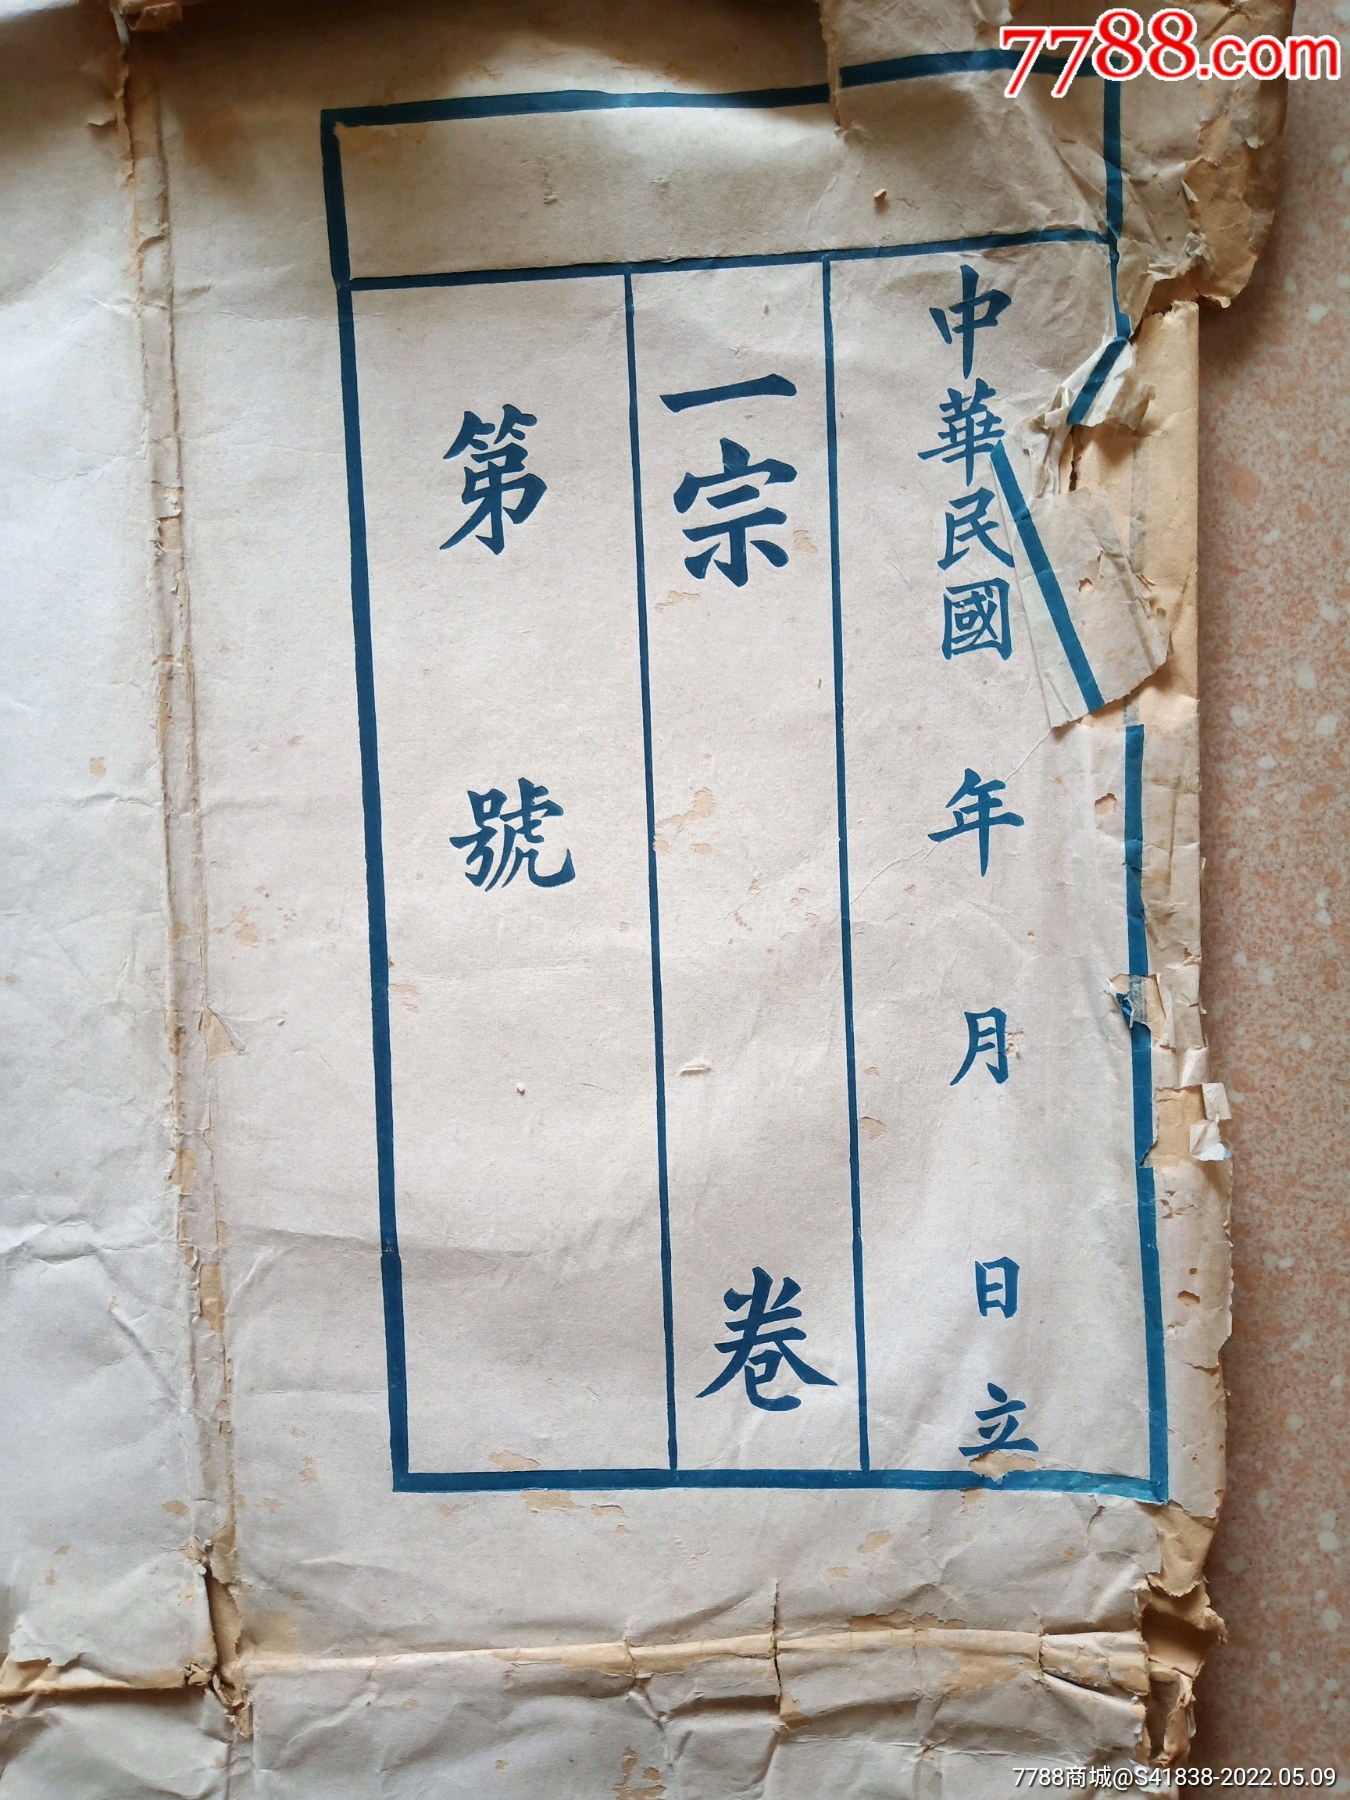 7788.com
中華民國 年 月 日 立
一宗 卷
第 號
7788商城@S41838-2022.05.09